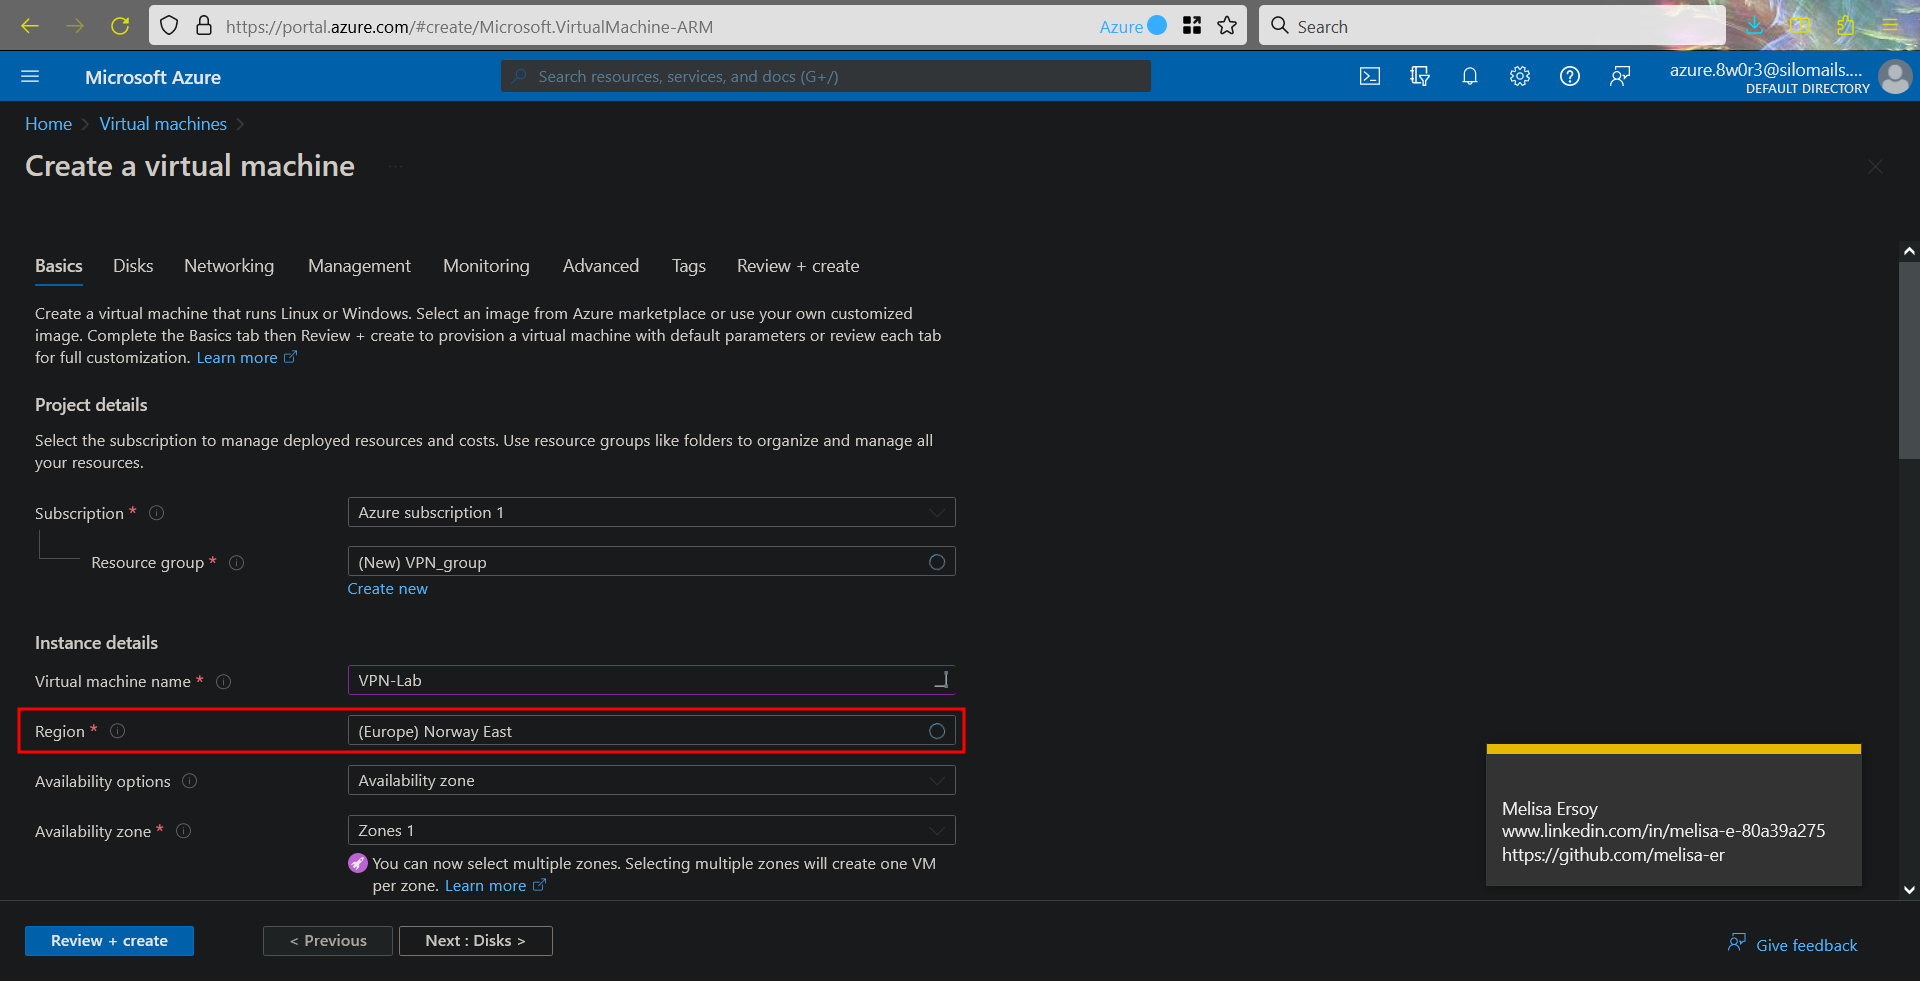 https://portal.azure.com/#create/Microsoft.VirtualMachine-ARM
Azure
Search
Microsoft Azure
Search resources, services, and docs (G+/)
azure.8w0r3@silomails....
DEFAULT DIRECTORY
Home > Virtual machines >
Create a virtual machine ...
Basics Disks Networking Management Monitoring Advanced Tags Review + create
Create a virtual machine that runs Linux or Windows. Select an image from Azure marketplace or use your own customized
image. Complete the Basics tab then Review + create to provision a virtual machine with default parameters or review each tab
for full customization. Learn more
Project details
Select the subscription to manage deployed resources and costs. Use resource groups like folders to organize and manage all
your resources.
Subscription * Azure subscription 1
Resource group * (New) VPN_group
Create new
Instance details
Virtual machine name * VPN-Lab
Region * (Europe) Norway East
Availability options Availability zone
Availability zone * Zones 1
You can now select multiple zones. Selecting multiple zones will create one VM
per zone. Learn more
Melisa Ersoy
www.linkedin.com/in/melisa-e-80a39a275
https://github.com/melisa-er
Review + create < Previous Next : Disks > Give feedback